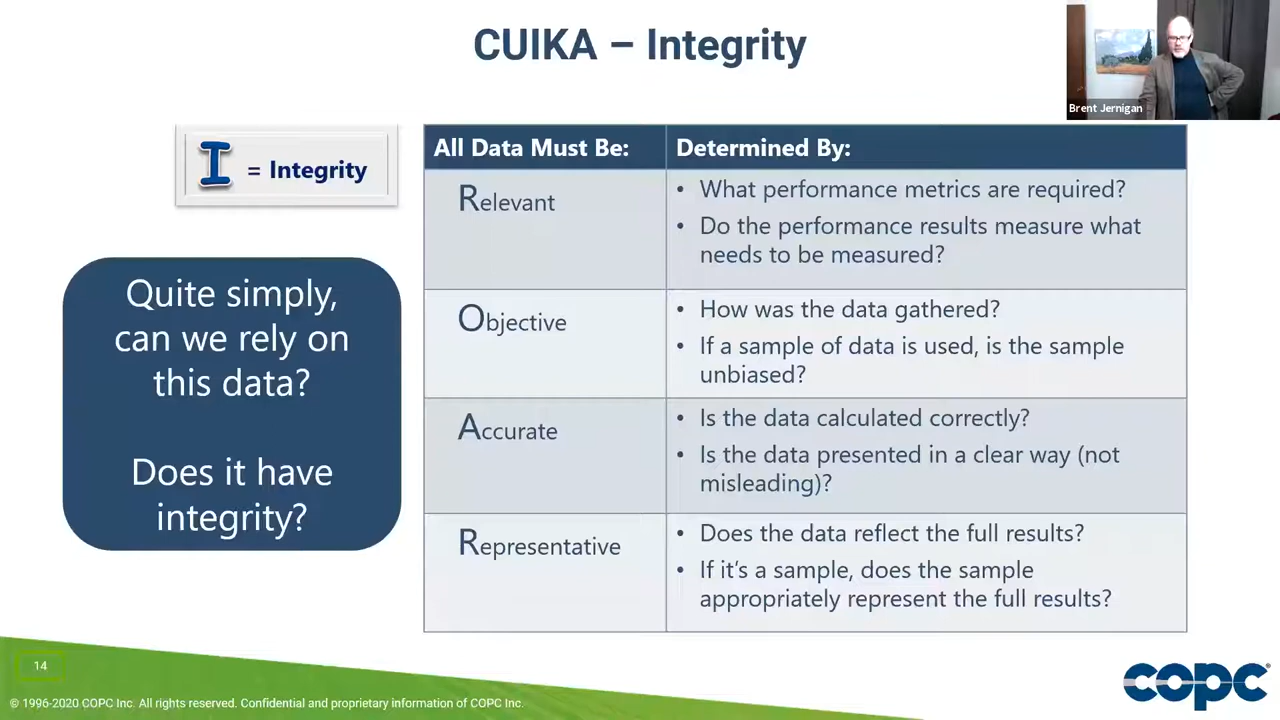 CUIKA – Integrity
Brent Jernigan
I = Integrity
Quite simply,
can we rely on
this data?
Does it have
integrity?
All Data Must Be:
Determined By:
Relevant
• What performance metrics are required?
• Do the performance results measure what
needs to be measured?
Objective
• How was the data gathered?
• If a sample of data is used, is the sample
unbiased?
Accurate
• Is the data calculated correctly?
• Is the data presented in a clear way (not
misleading)?
Representative
• Does the data reflect the full results?
• If it's a sample, does the sample
appropriately represent the full results?
14
© 1996-2020 COPC Inc. All rights reserved. Confidential and proprietary information of COPC Inc.
copc®